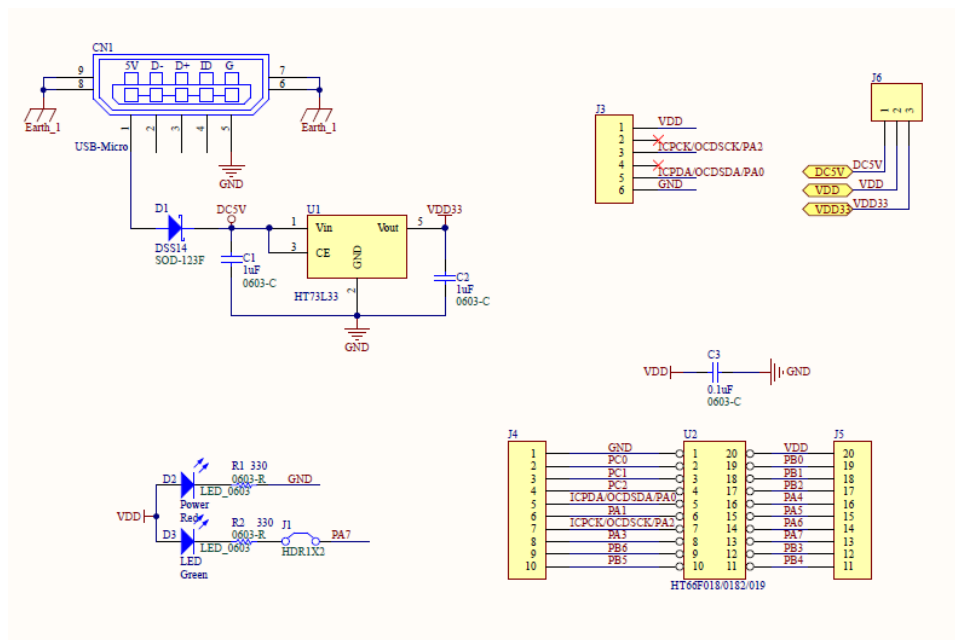 CN1
5V D- D+ ID G
9
8
7
6
Earth_1
Earth_1
1 2 3 4 5
USB-Micro
GND
D1
DSS14
SOD-123F
DC5V
C1
1uF
0603-C
U1
1 Vin Vout 5
3 CE
GND
2
HT73L33
GND
VDD33
C2
1uF
0603-C
J3
1 VDD
2
3 ICPCK/OCDSCK/PA2
4
5 ICPDA/OCDSDA/PA0
6 GND
J6
1 2 3
DC5V DC5V
VDD VDD
VDD33 VDD33
C3
VDD GND
0.1uF
0603-C
D2 R1 330
0603-R GND
LED_0603
Power
Red
VDD
D3 R2 330 J1
0603-R PA7
LED_0603 HDR1X2
LED
Green
J4 U2 J5
1 GND 1 20 VDD 20
2 PC0 2 19 PB0 19
3 PC1 3 18 PB1 18
4 PC2 4 17 PB2 17
5 ICPDA/OCDSDA/PA0 5 16 PA4 16
6 PA1 6 15 PA5 15
7 ICPCK/OCDSCK/PA2 7 14 PA6 14
8 PA3 8 13 PA7 13
9 PB6 9 12 PB3 12
10 PB5 10 11 PB4 11
HT66F018/0182/019